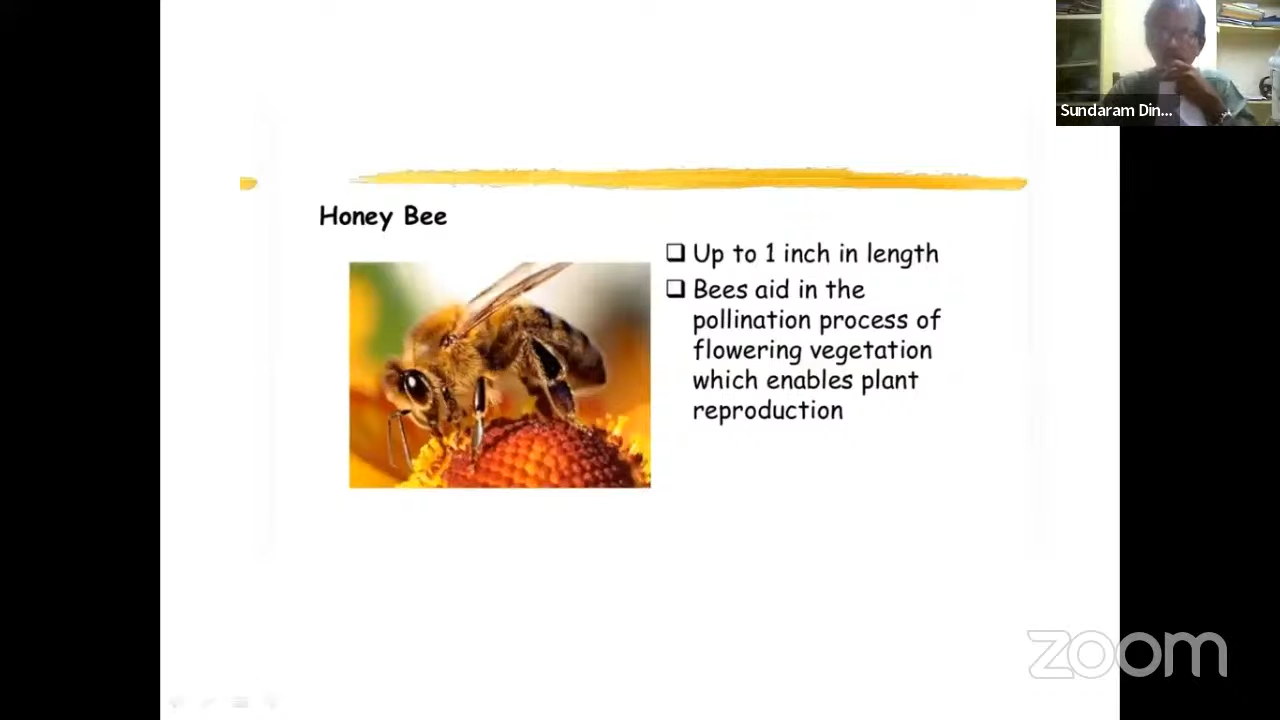 Sundaram Din...
Honey Bee
❑ Up to 1 inch in length
❑ Bees aid in the
pollination process of
flowering vegetation
which enables plant
reproduction
zoom